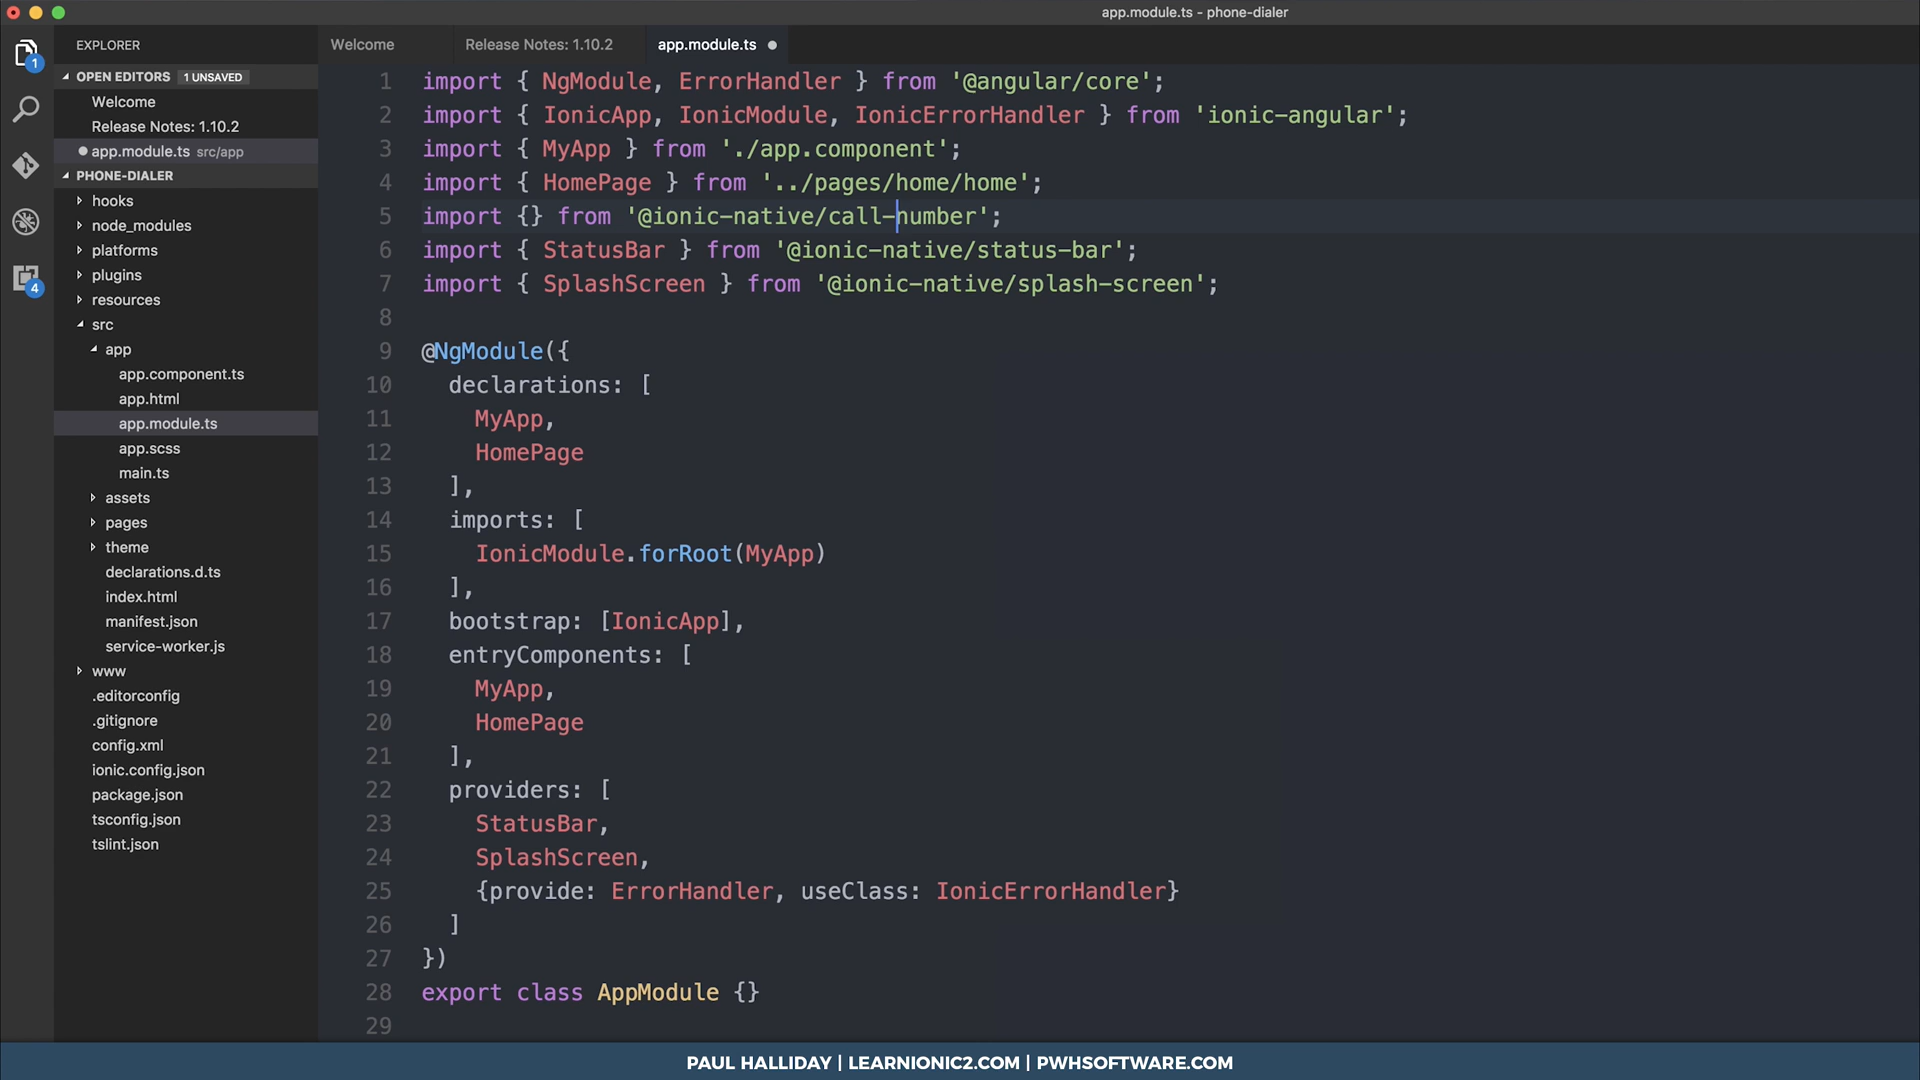 app.module.ts - phone-dialer
EXPLORER
Welcome
Release Notes: 1.10.2
app.module.ts
1
4
OPEN EDITORS 1 UNSAVED
Welcome
Release Notes: 1.10.2
app.module.ts src/app
PHONE-DIALER
hooks
node_modules
platforms
plugins
resources
src
app
app.component.ts
app.html
app.module.ts
app.scss
main.ts
assets
pages
theme
declarations.d.ts
index.html
manifest.json
service-worker.js
www
.editorconfig
.gitignore
config.xml
ionic.config.json
package.json
tsconfig.json
tslint.json
1 import { NgModule, ErrorHandler } from '@angular/core';
2 import { IonicApp, IonicModule, IonicErrorHandler } from 'ionic-angular';
3 import { MyApp } from './app.component';
4 import { HomePage } from '../pages/home/home';
5 import {} from '@ionic-native/call-number';
6 import { StatusBar } from '@ionic-native/status-bar';
7 import { SplashScreen } from '@ionic-native/splash-screen';
8
9 @NgModule({
10 declarations: [
11 MyApp,
12 HomePage
13 ],
14 imports: [
15 IonicModule.forRoot(MyApp)
16 ],
17 bootstrap: [IonicApp],
18 entryComponents: [
19 MyApp,
20 HomePage
21 ],
22 providers: [
23 StatusBar,
24 SplashScreen,
25 {provide: ErrorHandler, useClass: IonicErrorHandler}
26 ]
27 })
28 export class AppModule {}
29
PAUL HALLIDAY | LEARNIONIC2.COM | PWHSOFTWARE.COM